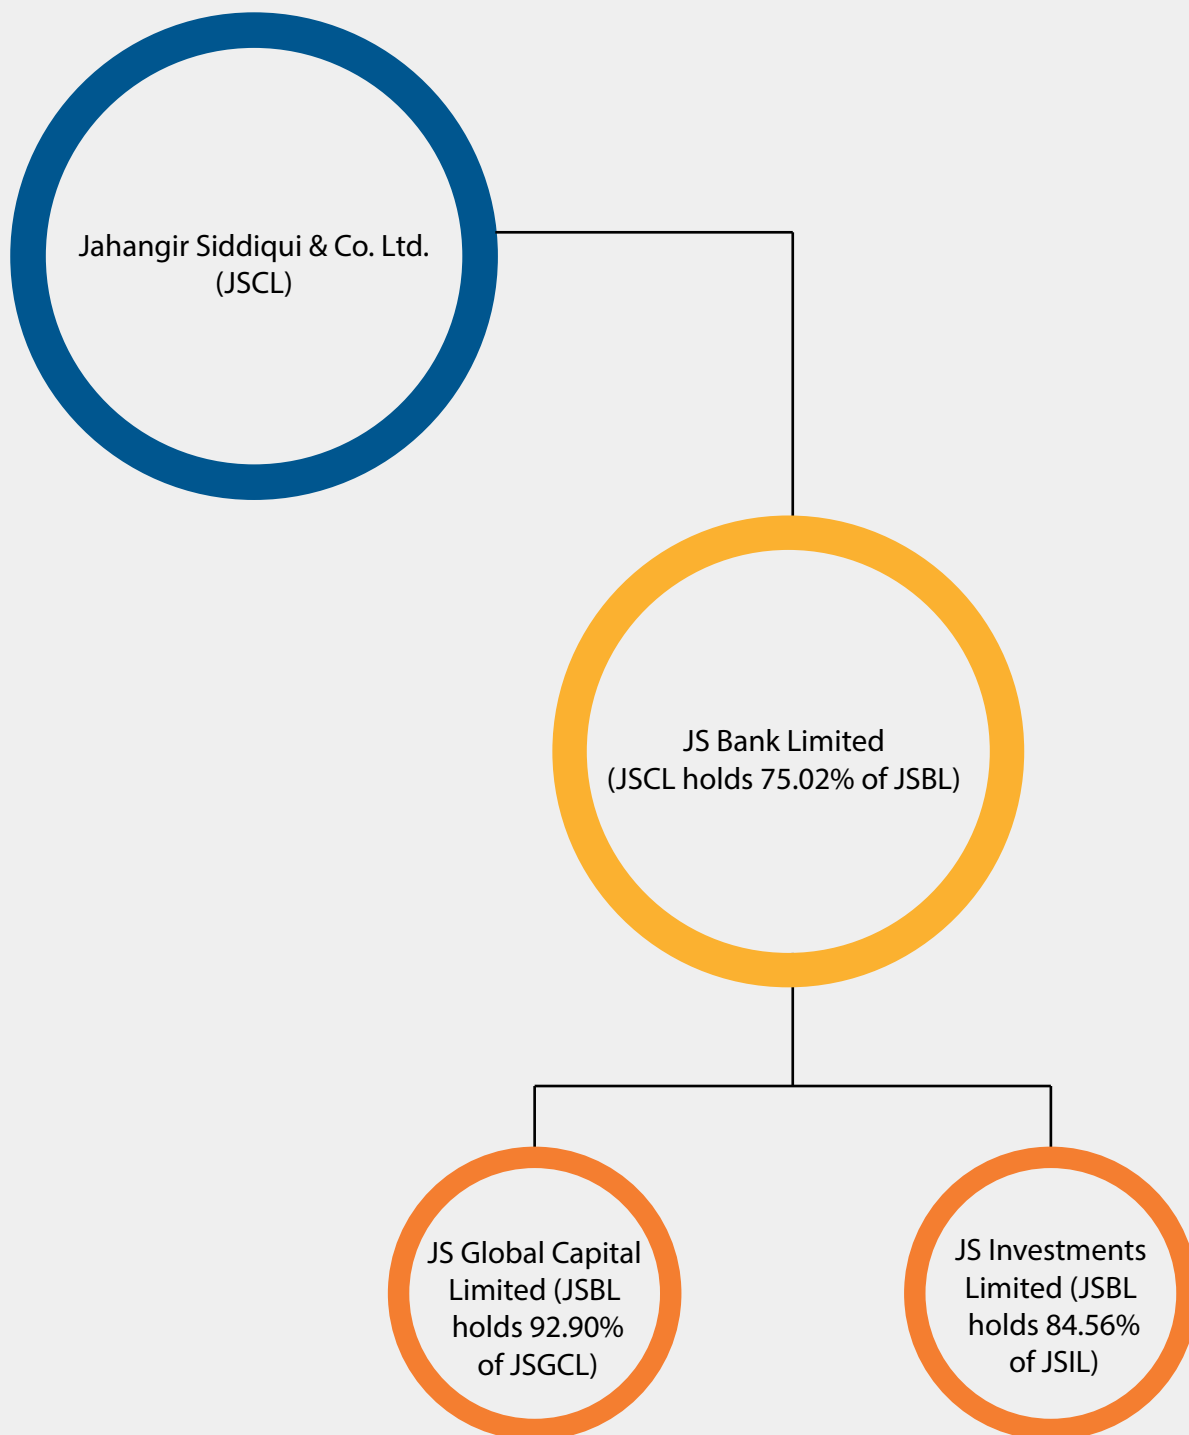 Jahangir Siddiqui & Co. Ltd.
(JSCL)
JS Bank Limited
(JSCL holds 75.02% of JSBL)
JS Global Capital
Limited (JSBL
holds 92.90%
of JSGCL)
JS Investments
Limited (JSBL
holds 84.56%
of JSIL)